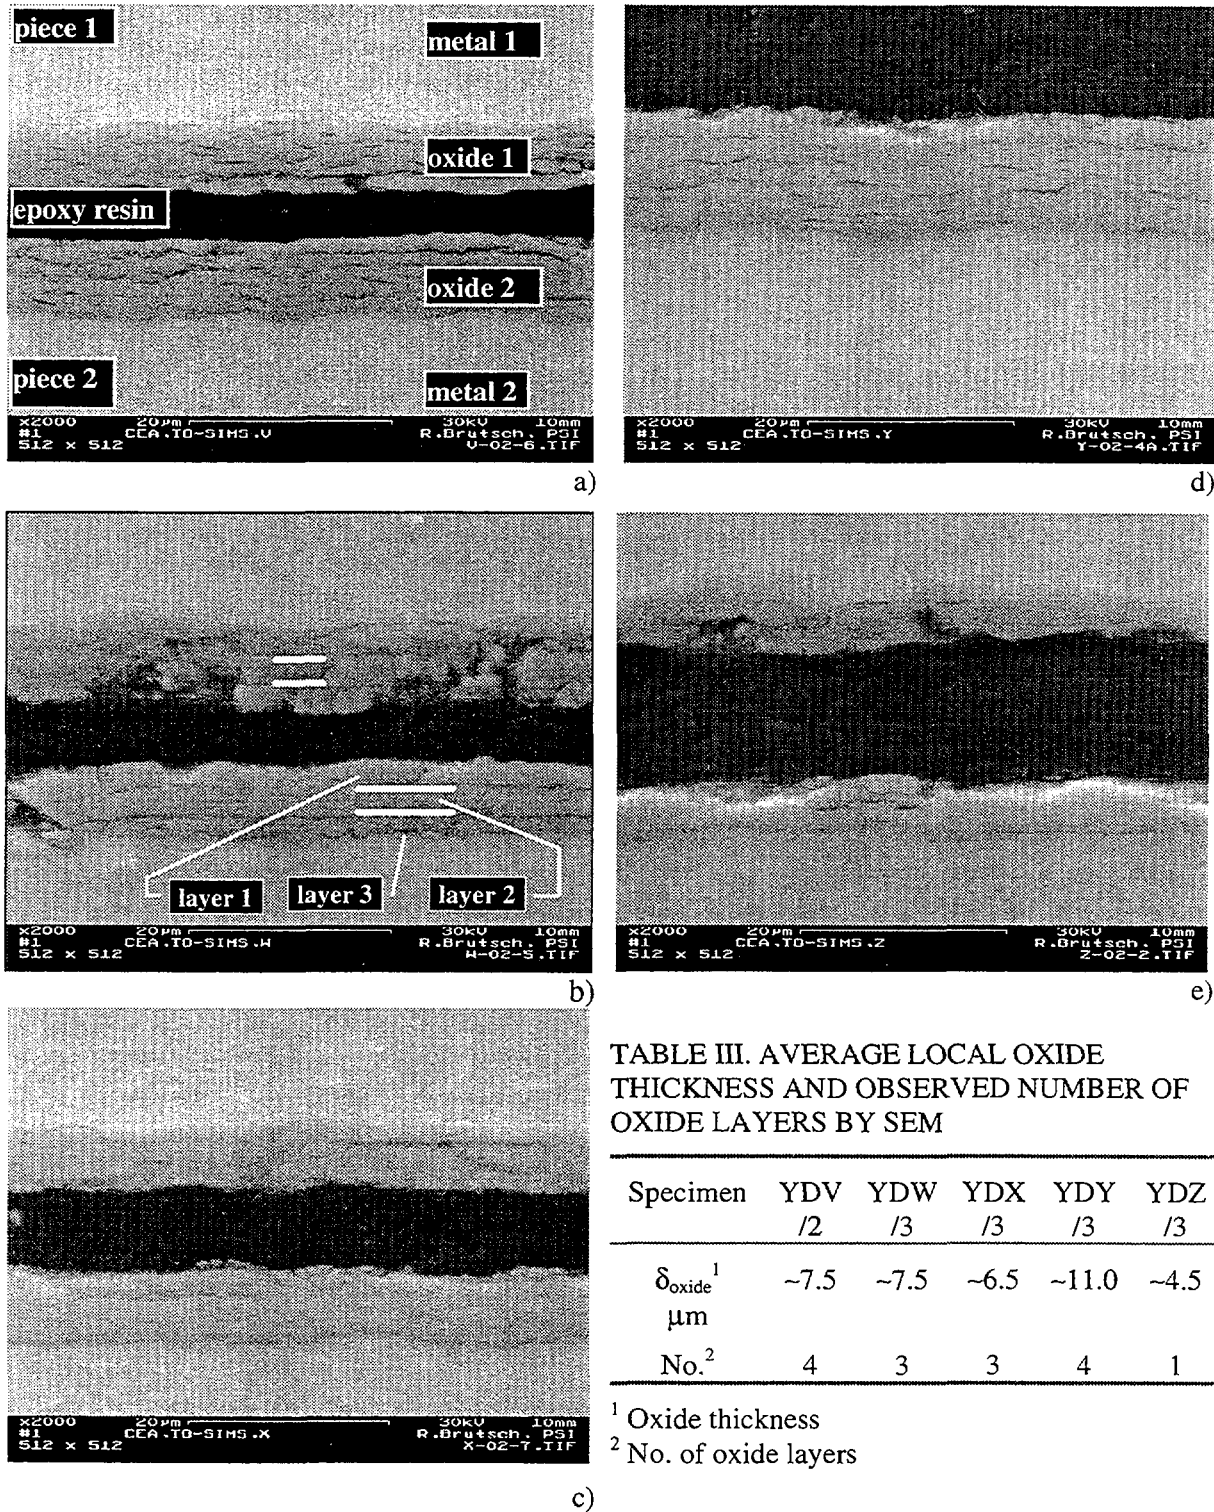 piece 1
metal 1
oxide 1
epoxy resin
oxide 2
piece 2
metal 2
x2000 20µm 30kV 10mm
#1 CEA.TO-SIMS.V R.Brutsch. PSI
512 x 512 V-02-6.TIF
a)
x2000 20µm 30kV 10mm
#1 CEA.TO-SIMS.Y R.Brutsch. PSI
512 x 512 Y-02-4A.TIF
d)
layer 1 layer 3 layer 2
x2000 20µm 30kV 10mm
#1 CEA.TO-SIMS.W R.Brutsch. PSI
512 x 512 W-02-5.TIF
b)
x2000 20µm 30kV 10mm
#1 CEA.TO-SIMS.Z R.Brutsch. PSI
512 x 512 Z-02-2.TIF
e)
x2000 20µm 30kV 10mm
#1 CEA.TO-SIMS.X R.Brutsch. PSI
512 x 512 X-02-7.TIF
c)
TABLE III. AVERAGE LOCAL OXIDE
THICKNESS AND OBSERVED NUMBER OF
OXIDE LAYERS BY SEM
Specimen YDV YDW YDX YDY YDZ
/2 /3 /3 /3 /3
δoxide¹ ~7.5 ~7.5 ~6.5 ~11.0 ~4.5
µm
No.² 4 3 3 4 1
¹ Oxide thickness
² No. of oxide layers